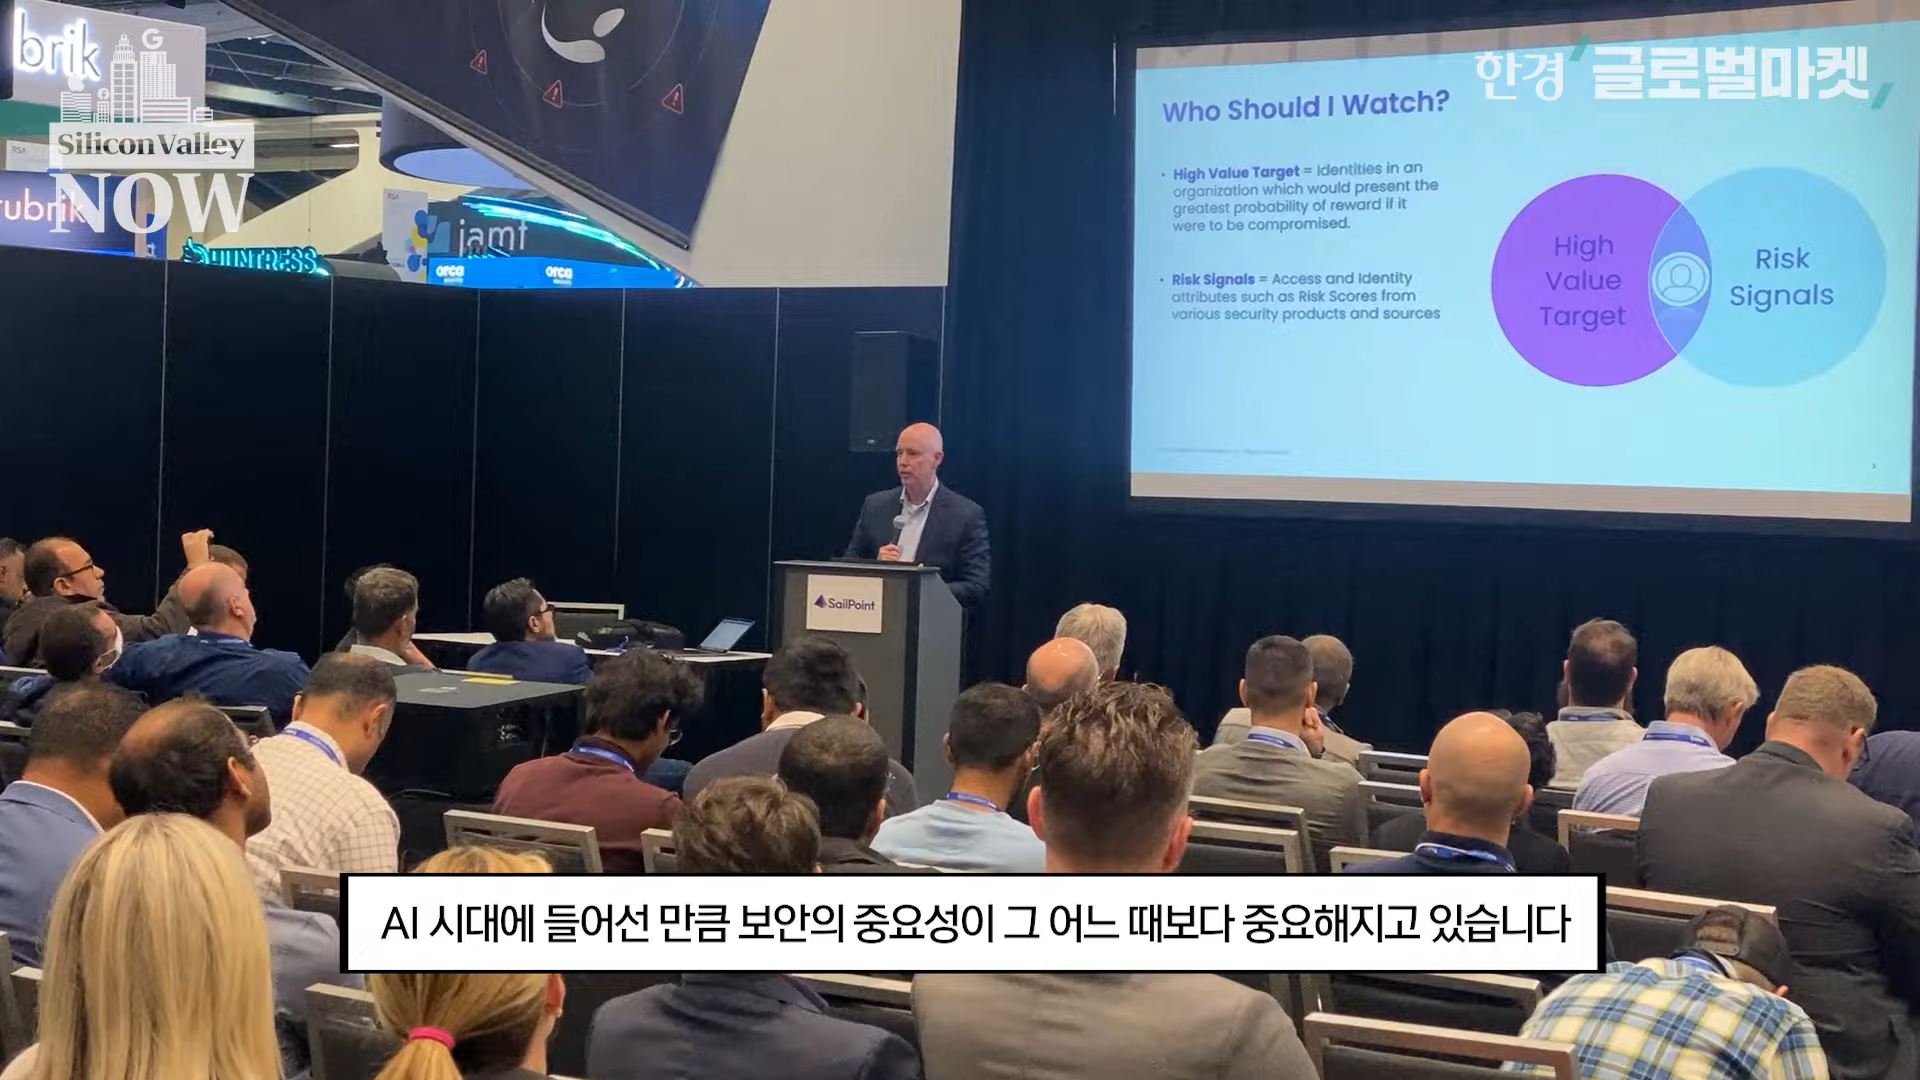 brik
G
SiliconValley
NOW
rubrik
RSA
RSA
HUNTRESS
jamf
orca
orca
한경 글로벌마켓
Who Should I Watch?
• High Value Target = Identities in an
organization which would present the
greatest probability of reward if it
were to be compromised.
• Risk Signals = Access and Identity
attributes such as Risk Scores from
various security products and sources
High
Value
Target
Risk
Signals
SailPoint
AI 시대에 들어선 만큼 보안의 중요성이 그 어느 때보다 중요해지고 있습니다